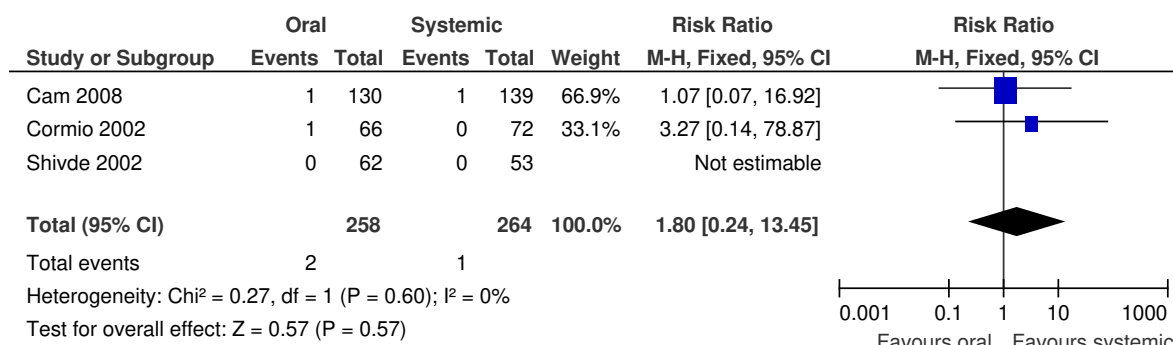 Oral Systemic Risk Ratio Risk Ratio
Study or Subgroup Events Total Events Total Weight M-H, Fixed, 95% CI M-H, Fixed, 95% CI
Cam 2008 1 130 1 139 66.9% 1.07 [0.07, 16.92]
Cormio 2002 1 66 0 72 33.1% 3.27 [0.14, 78.87]
Shivde 2002 0 62 0 53 Not estimable
Total (95% CI) 258 264 100.0% 1.80 [0.24, 13.45]
Total events 2 1
Heterogeneity: Chi² = 0.27, df = 1 (P = 0.60); I² = 0%
Test for overall effect: Z = 0.57 (P = 0.57)
0.001 0.1 1 10 1000
Favours oral Favours systemic